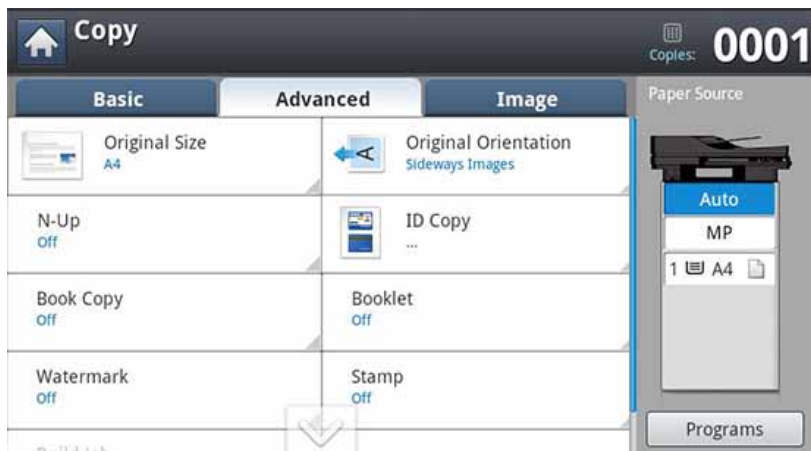 Copy
Copies: 0001
Basic Advanced Image
Paper Source
Original Size
A4
Original Orientation
Sideways Images
N-Up
Off
ID Copy
...
Book Copy
Off
Booklet
Off
Watermark
Off
Stamp
Off
Auto
MP
1 A4
Programs